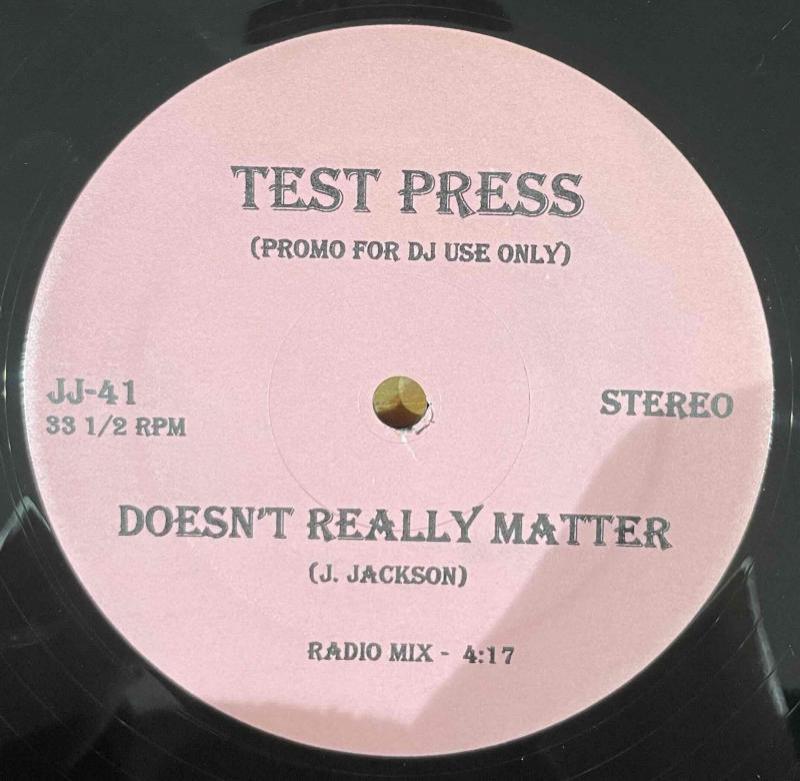 TEST PRESS
(PROMO FOR DJ USE ONLY)
JJ-41
33 1/2 RPM
STEREO
DOESN'T REALLY MATTER
(J. JACKSON)
RADIO MIX - 4:17